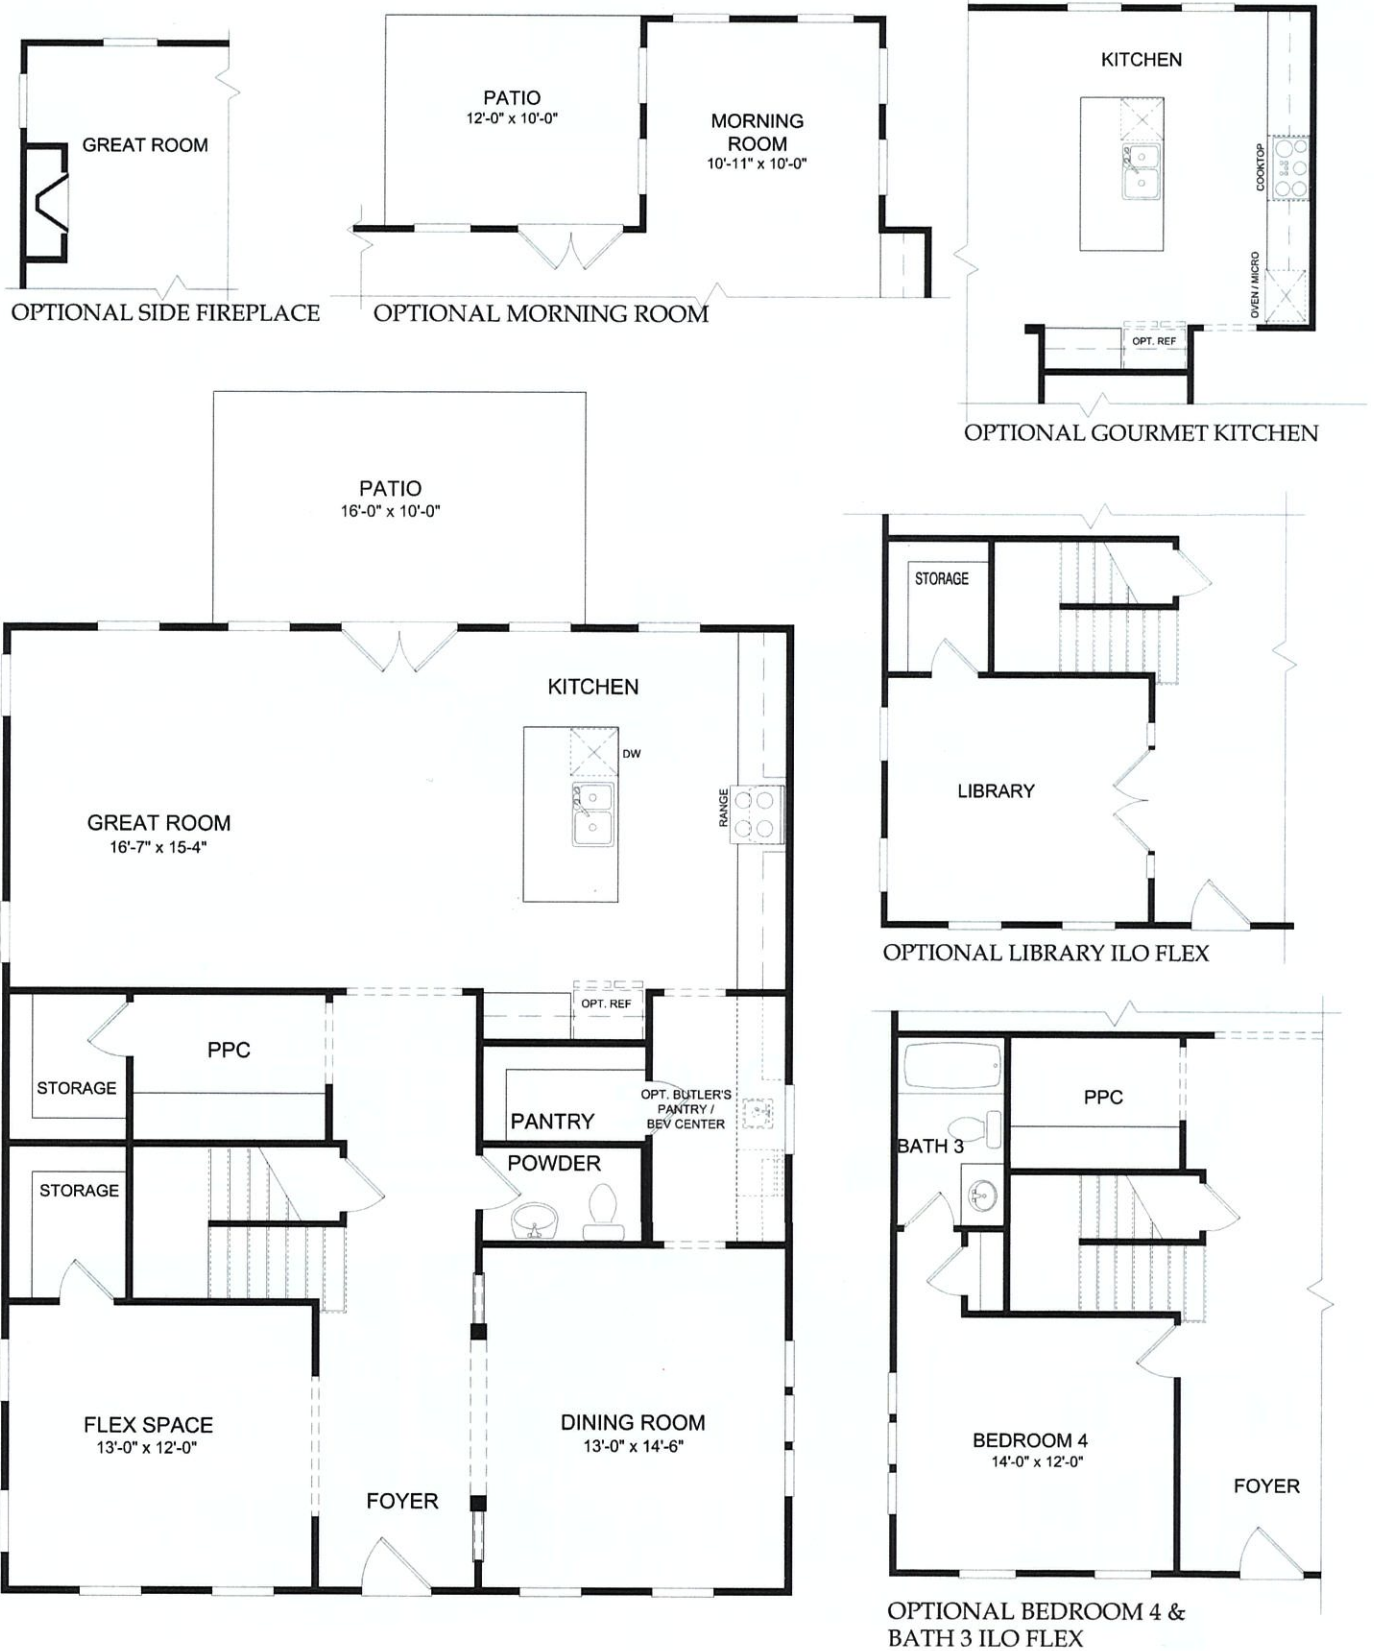 GREAT ROOM
OPTIONAL SIDE FIREPLACE
PATIO
12'-0" x 10'-0"
MORNING
ROOM
10'-11" x 10'-0"
OPTIONAL MORNING ROOM
KITCHEN
COOKTOP
OVEN / MICRO
OPT. REF
OPTIONAL GOURMET KITCHEN
PATIO
16'-0" x 10'-0"
KITCHEN
DW
RANGE
GREAT ROOM
16'-7" x 15-4"
OPT. REF
PPC
STORAGE
PANTRY
OPT. BUTLER'S
PANTRY /
BEV CENTER
POWDER
STORAGE
FLEX SPACE
13'-0" x 12'-0"
FOYER
DINING ROOM
13'-0" x 14'-6"
STORAGE
LIBRARY
OPTIONAL LIBRARY ILO FLEX
PPC
BATH 3
BEDROOM 4
14'-0" x 12'-0"
FOYER
OPTIONAL BEDROOM 4 &
BATH 3 ILO FLEX